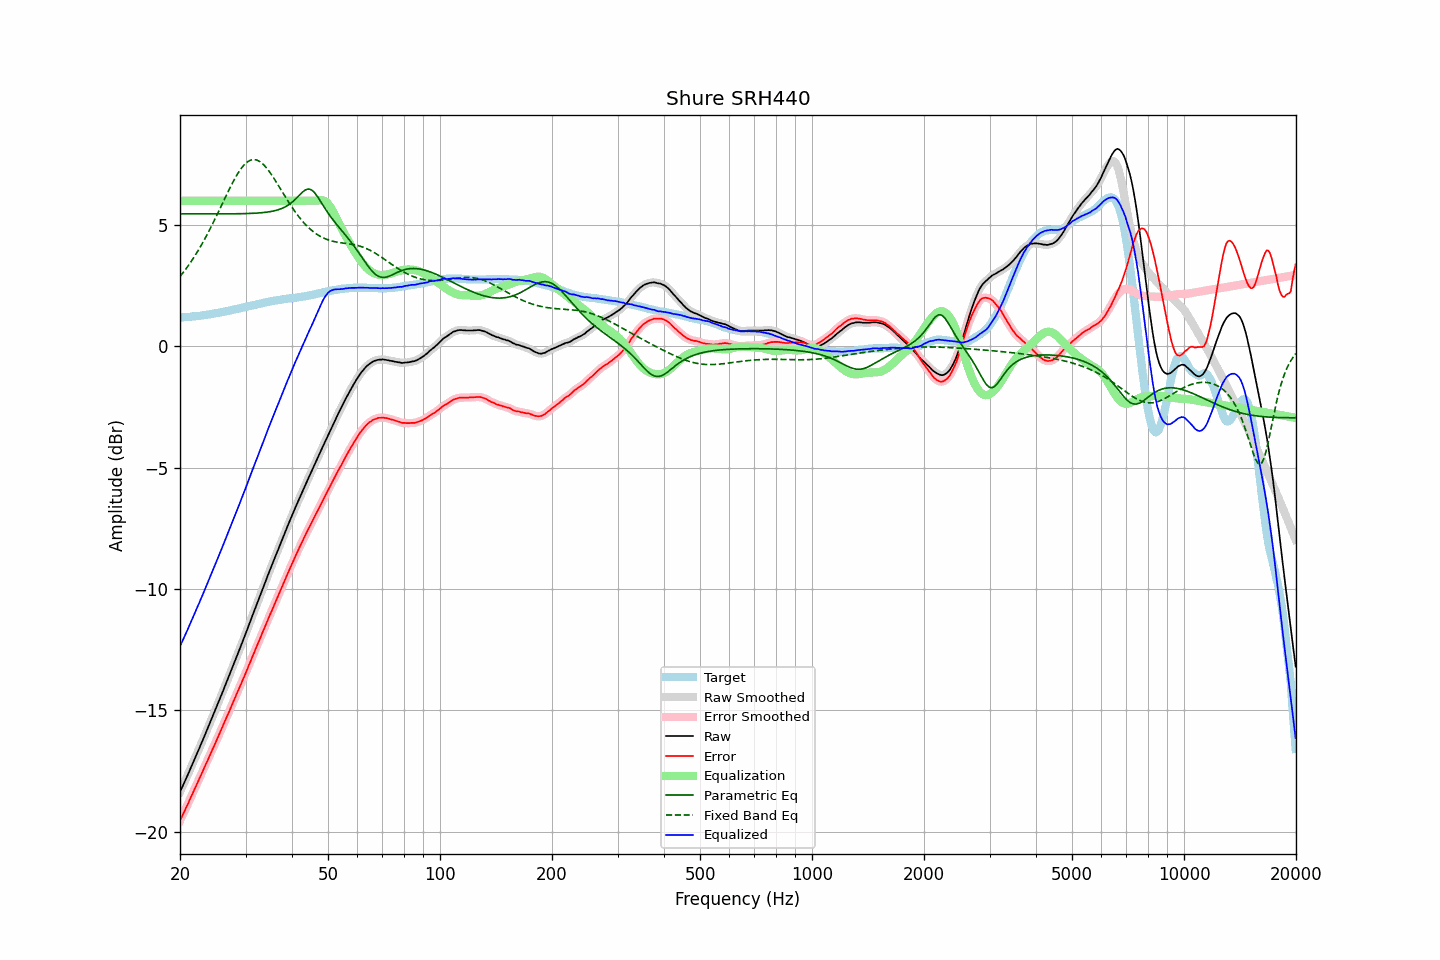 Shure SRH440
Amplitude (dBr)
5
0
−5
−10
−15
−20
Target
Raw Smoothed
Error Smoothed
Raw
Error
Equalization
Parametric Eq
Fixed Band Eq
Equalized
20 50 100 200 500 1000 2000 5000 10000 20000
Frequency (Hz)